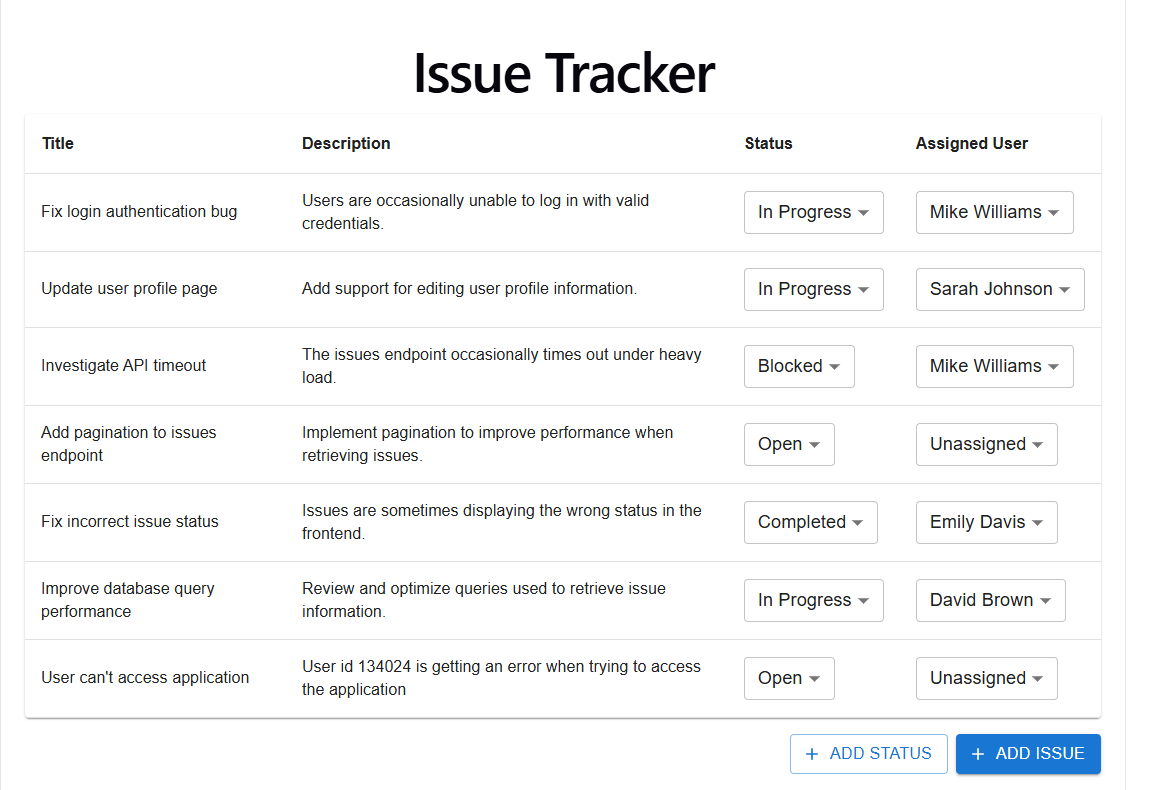 Issue Tracker
Title Description Status Assigned User
Fix login authentication bug
Users are occasionally unable to log in with valid
credentials.
In Progress
Mike Williams
Update user profile page
Add support for editing user profile information.
In Progress
Sarah Johnson
Investigate API timeout
The issues endpoint occasionally times out under heavy
load.
Blocked
Mike Williams
Add pagination to issues
endpoint
Implement pagination to improve performance when
retrieving issues.
Open
Unassigned
Fix incorrect issue status
Issues are sometimes displaying the wrong status in the
frontend.
Completed
Emily Davis
Improve database query
performance
Review and optimize queries used to retrieve issue
information.
In Progress
David Brown
User can't access application
User id 134024 is getting an error when trying to access
the application
Open
Unassigned
+ ADD STATUS
+ ADD ISSUE